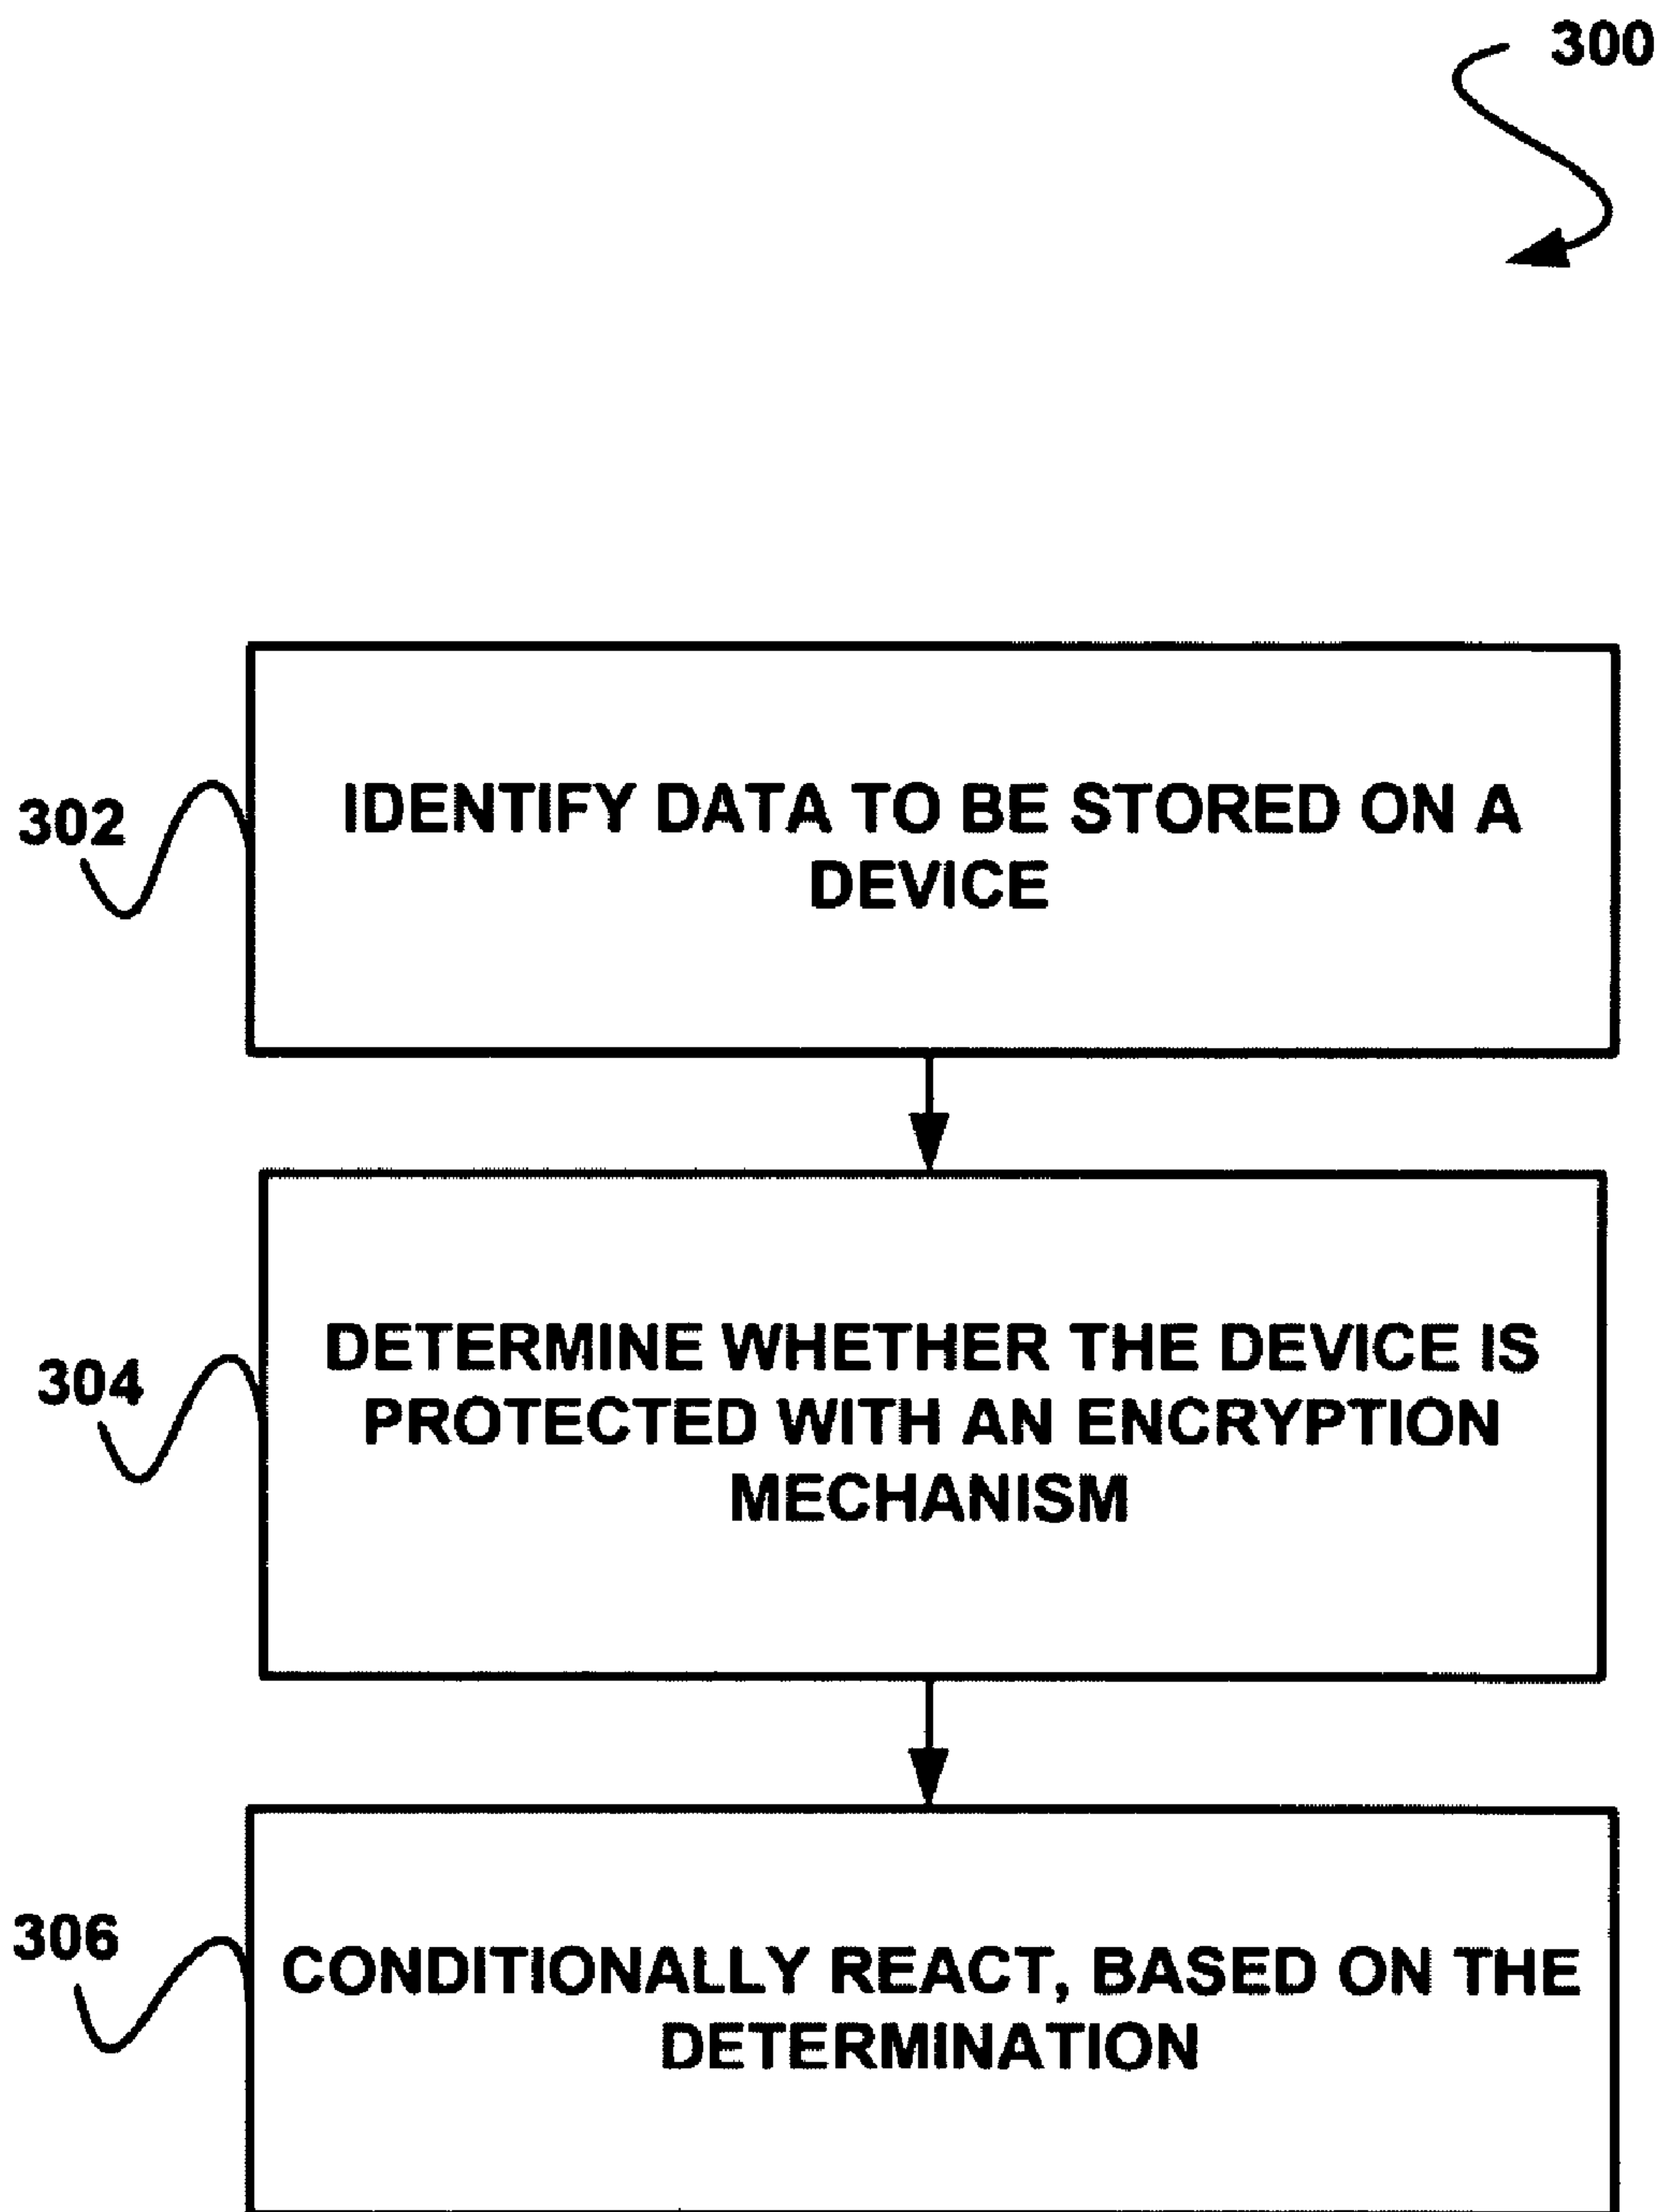 300
302
IDENTIFY DATA TO BE STORED ON A
DEVICE
304
DETERMINE WHETHER THE DEVICE IS
PROTECTED WITH AN ENCRYPTION
MECHANISM
306
CONDITIONALLY REACT, BASED ON THE
DETERMINATION